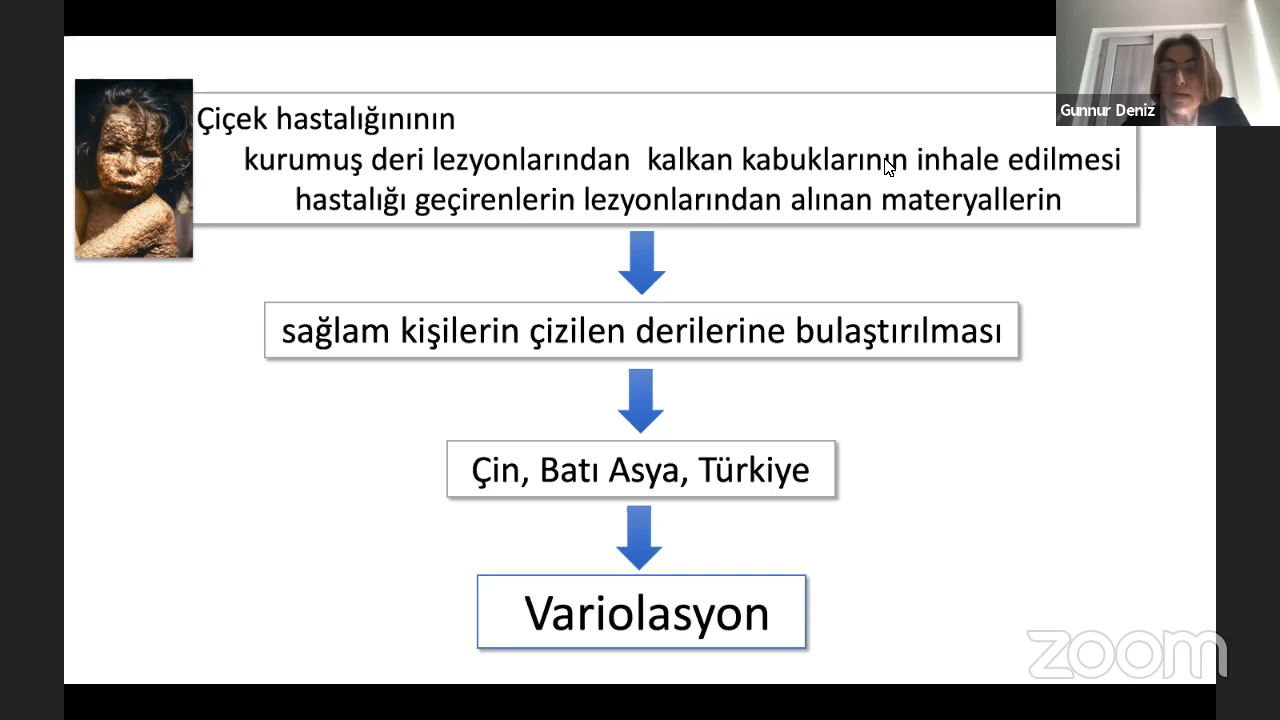 Çiçek hastalığınının
kurumuş deri lezyonlarından kalkan kabuklarının inhale edilmesi
hastalığı geçirenlerin lezyonlarından alınan materyallerin
sağlam kişilerin çizilen derilerine bulaştırılması
Çin, Batı Asya, Türkiye
Variolasyon
Gunnur Deniz
zoom